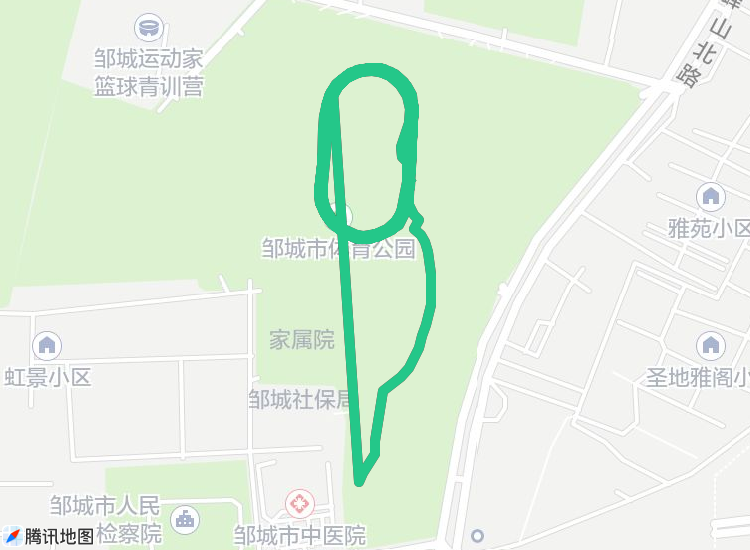 邹城运动家
篮球青训营
山北路
雅苑小区
邹城市体育公园
家属院
虹景小区
圣地雅阁小
邹城社保局
邹城市人民
检察院
邹城市中医院
腾讯地图